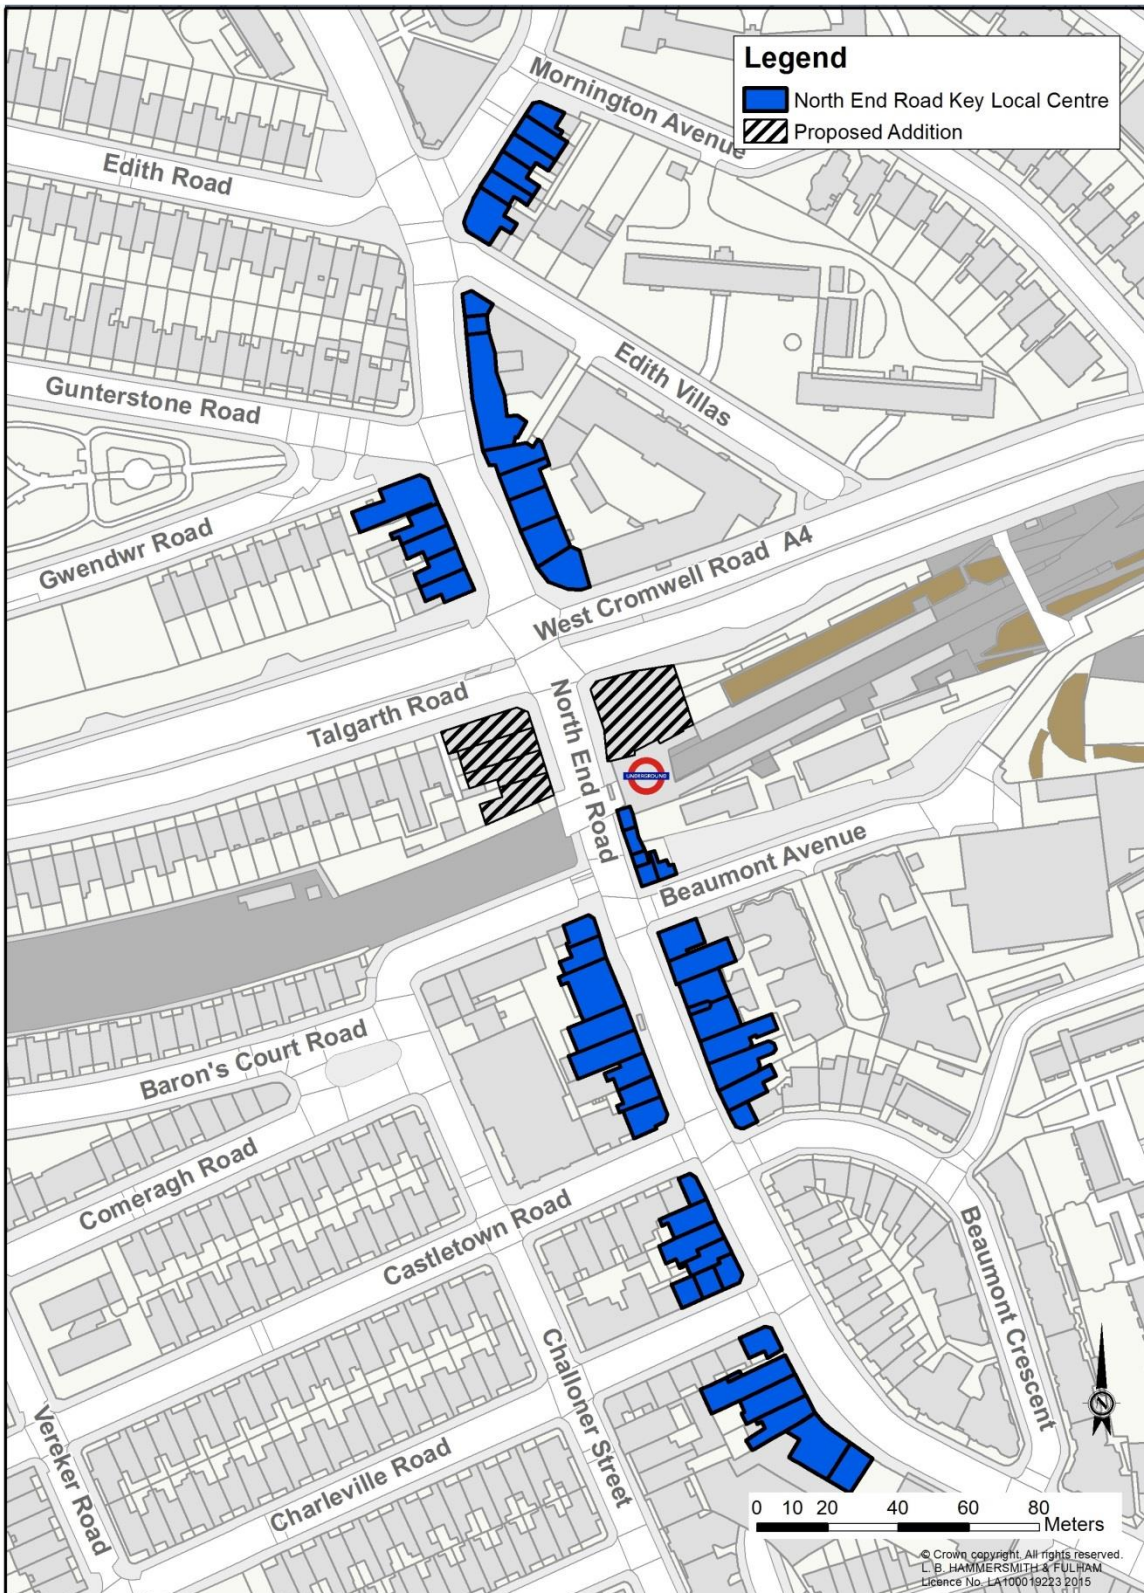 Legend
North End Road Key Local Centre
Proposed Addition
Mornington Avenue
Edith Road
Edith Villas
Gunterstone Road
Gwendwr Road
West Cromwell Road A4
Talgarth Road
North End Road
UNDERGROUND
Beaumont Avenue
Baron's Court Road
Comeragh Road
Castletown Road
Beaumont Crescent
Challoner Street
Vereker Road
Charleville Road
N
0 10 20 40 60 80
Meters
© Crown copyright. All rights reserved.
L. B. HAMMERSMITH & FULHAM
Licence No. LA100019223 2015